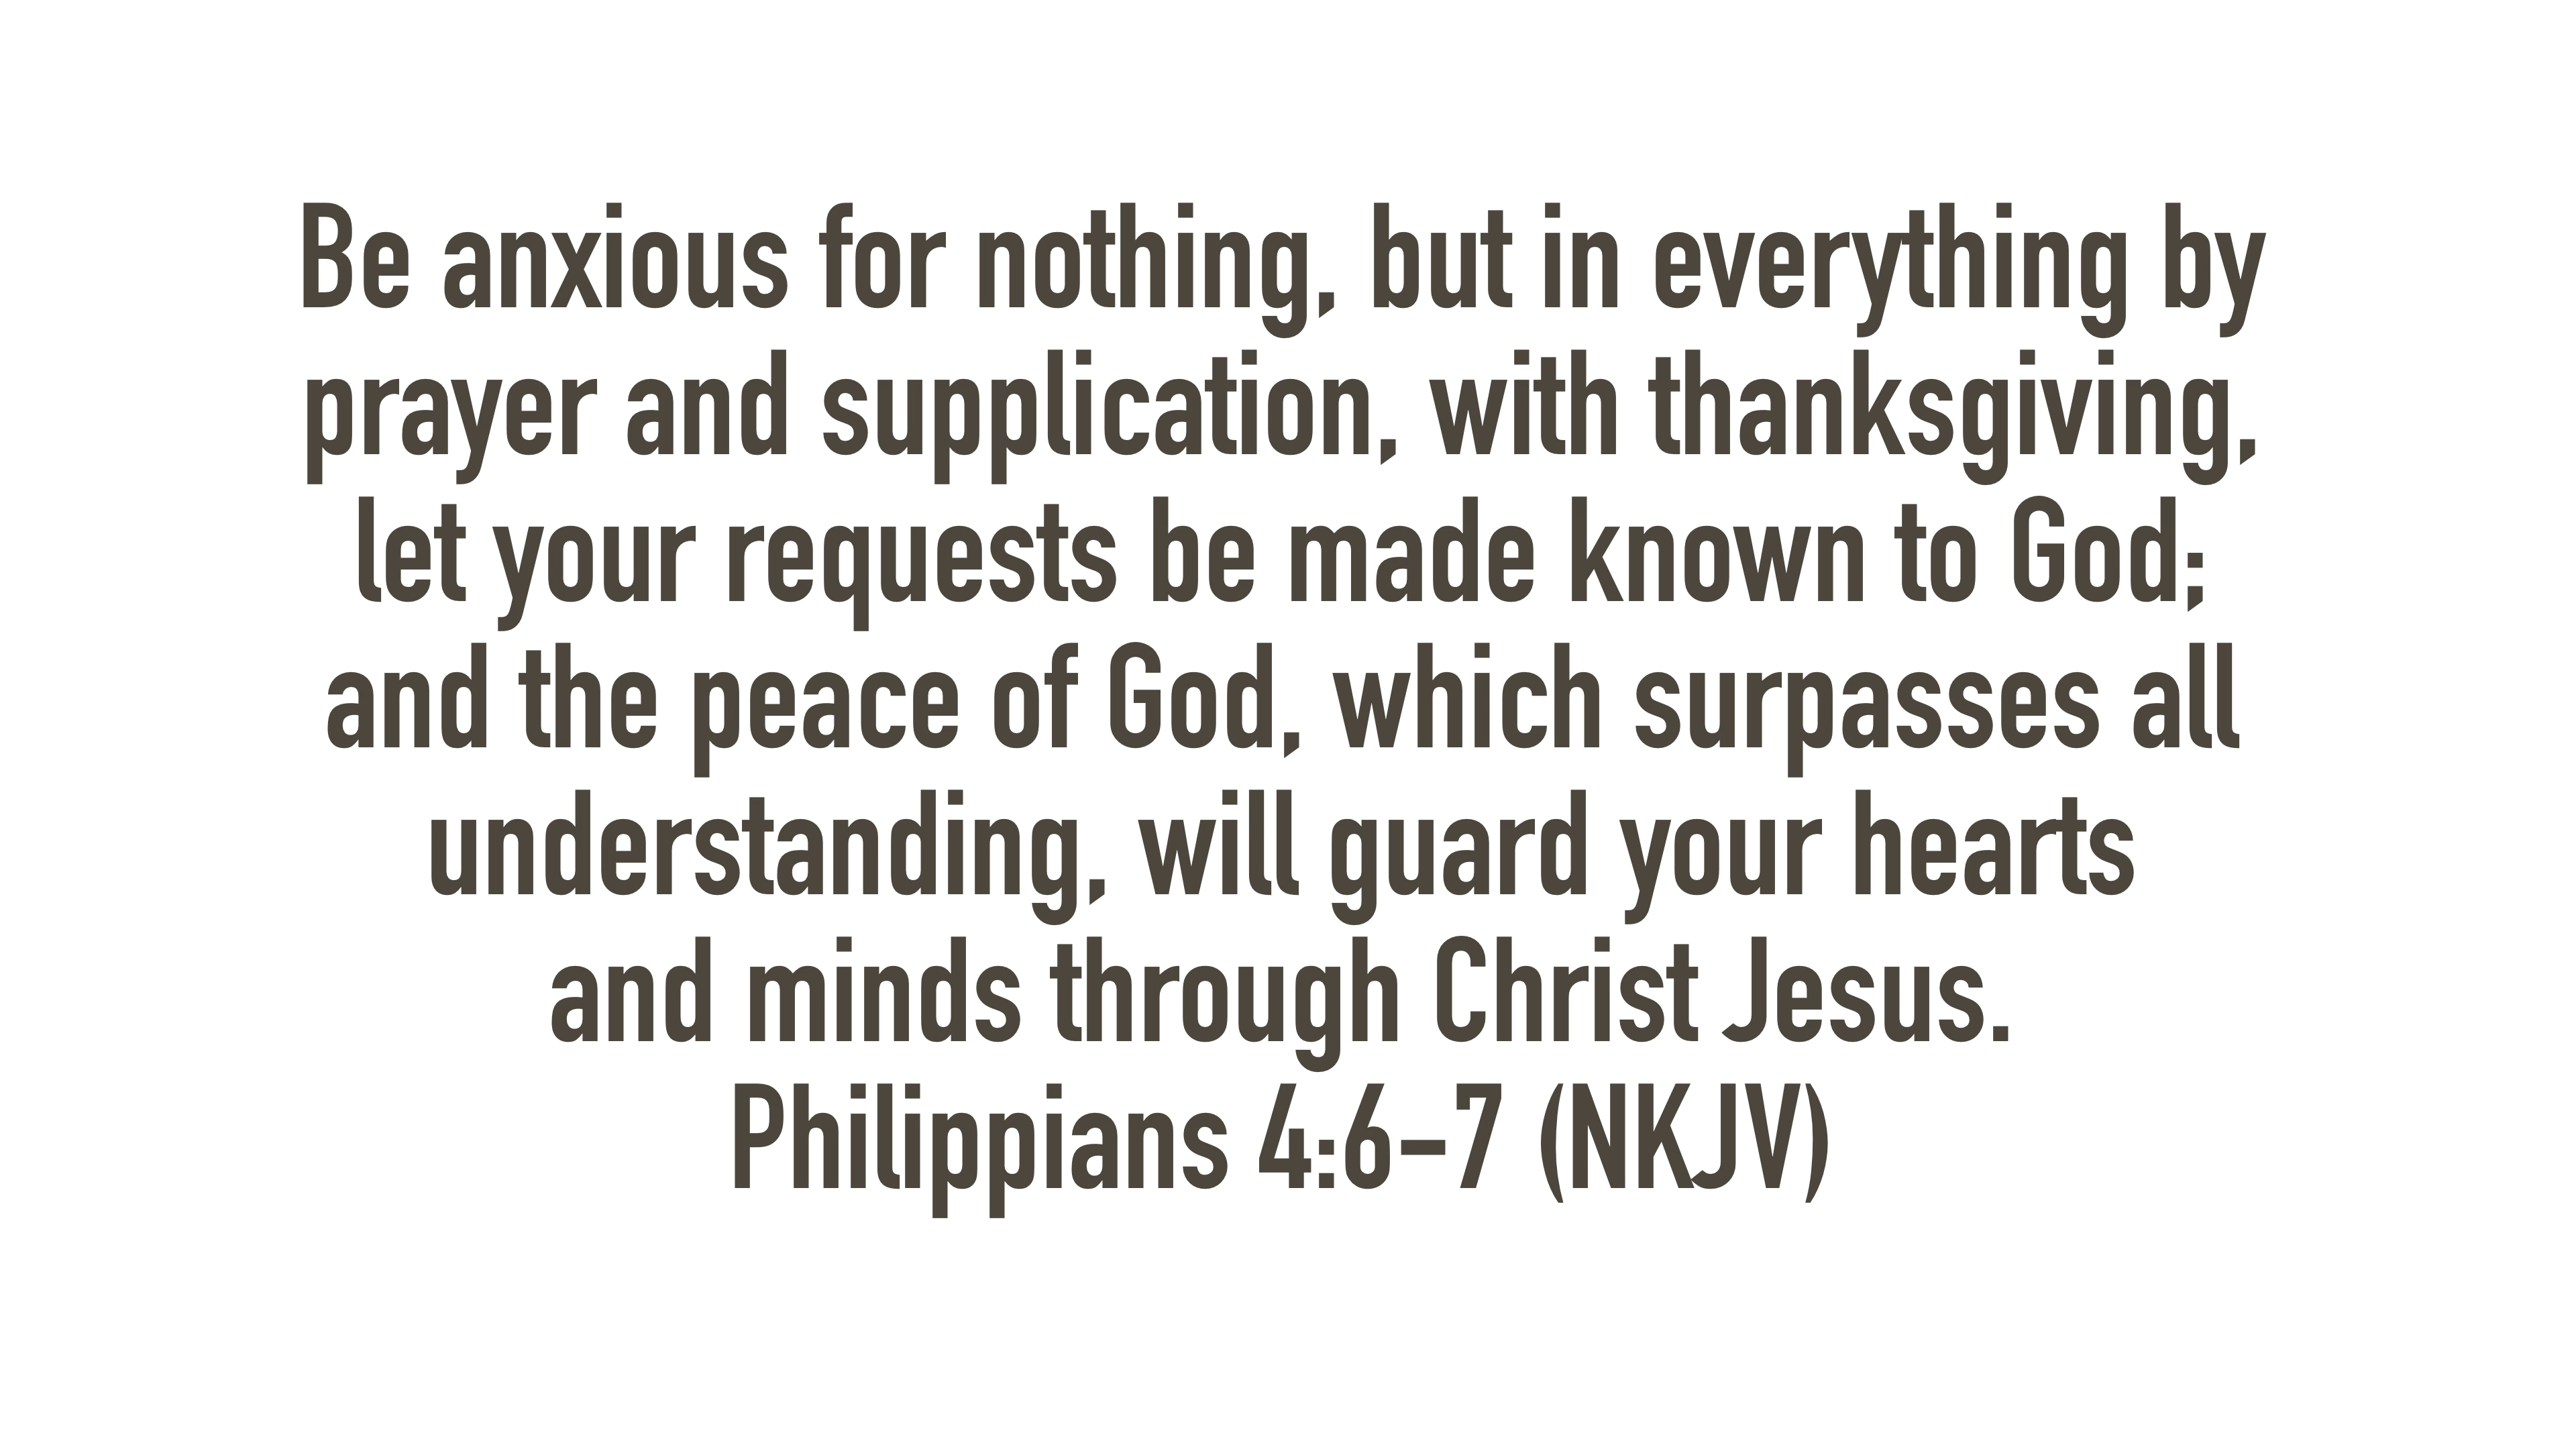 Be anxious for nothing, but in everything by
prayer and supplication, with thanksgiving,
let your requests be made known to God;
and the peace of God, which surpasses all
understanding, will guard your hearts
and minds through Christ Jesus.
Philippians 4:6–7 (NKJV)